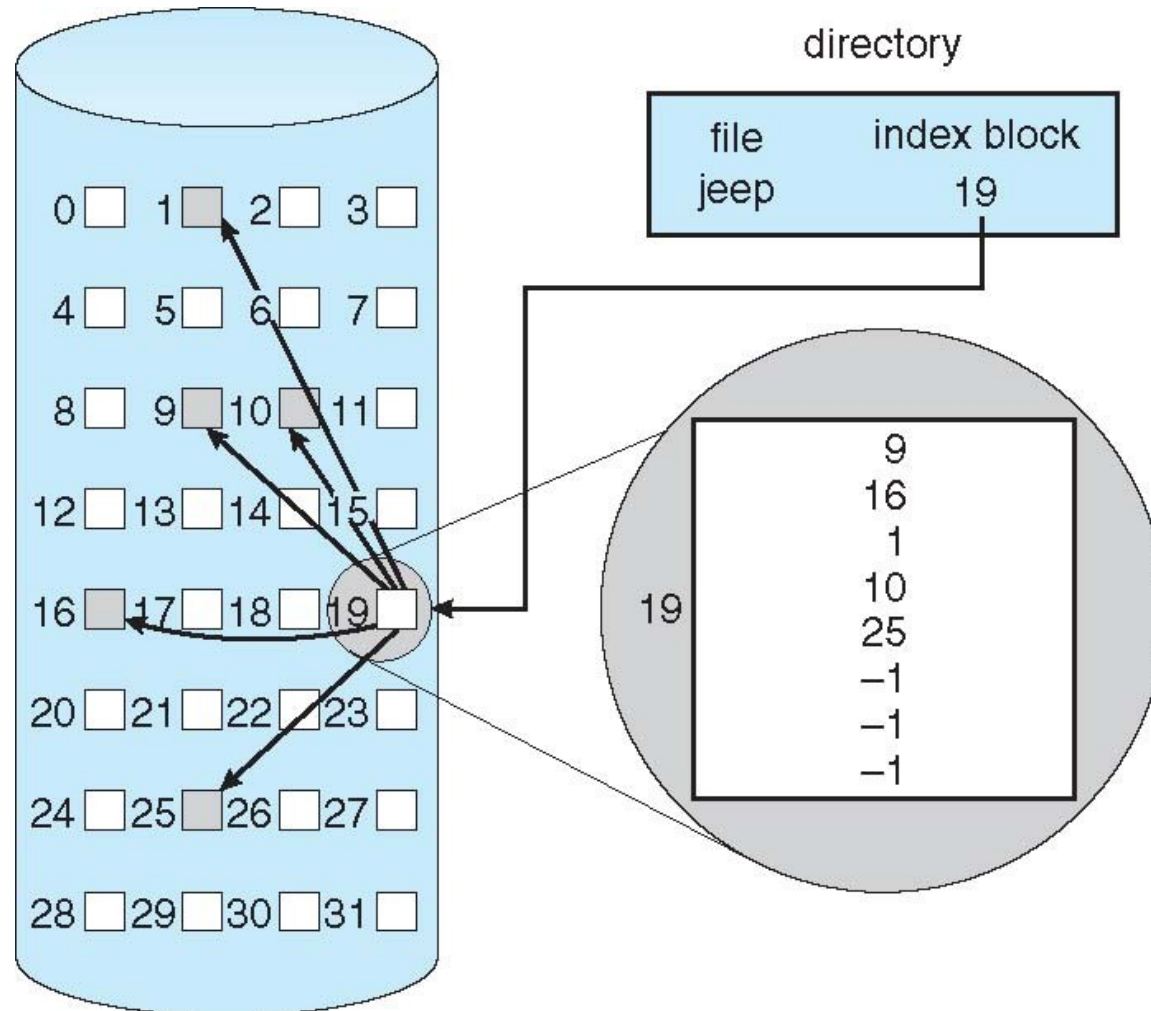 directory
file index block
jeep 19
0 1 2 3
4 5 6 7
8 9 10 11
12 13 14 15
16 17 18 19
20 21 22 23
24 25 26 27
28 29 30 31
19
9
16
1
10
25
–1
–1
–1